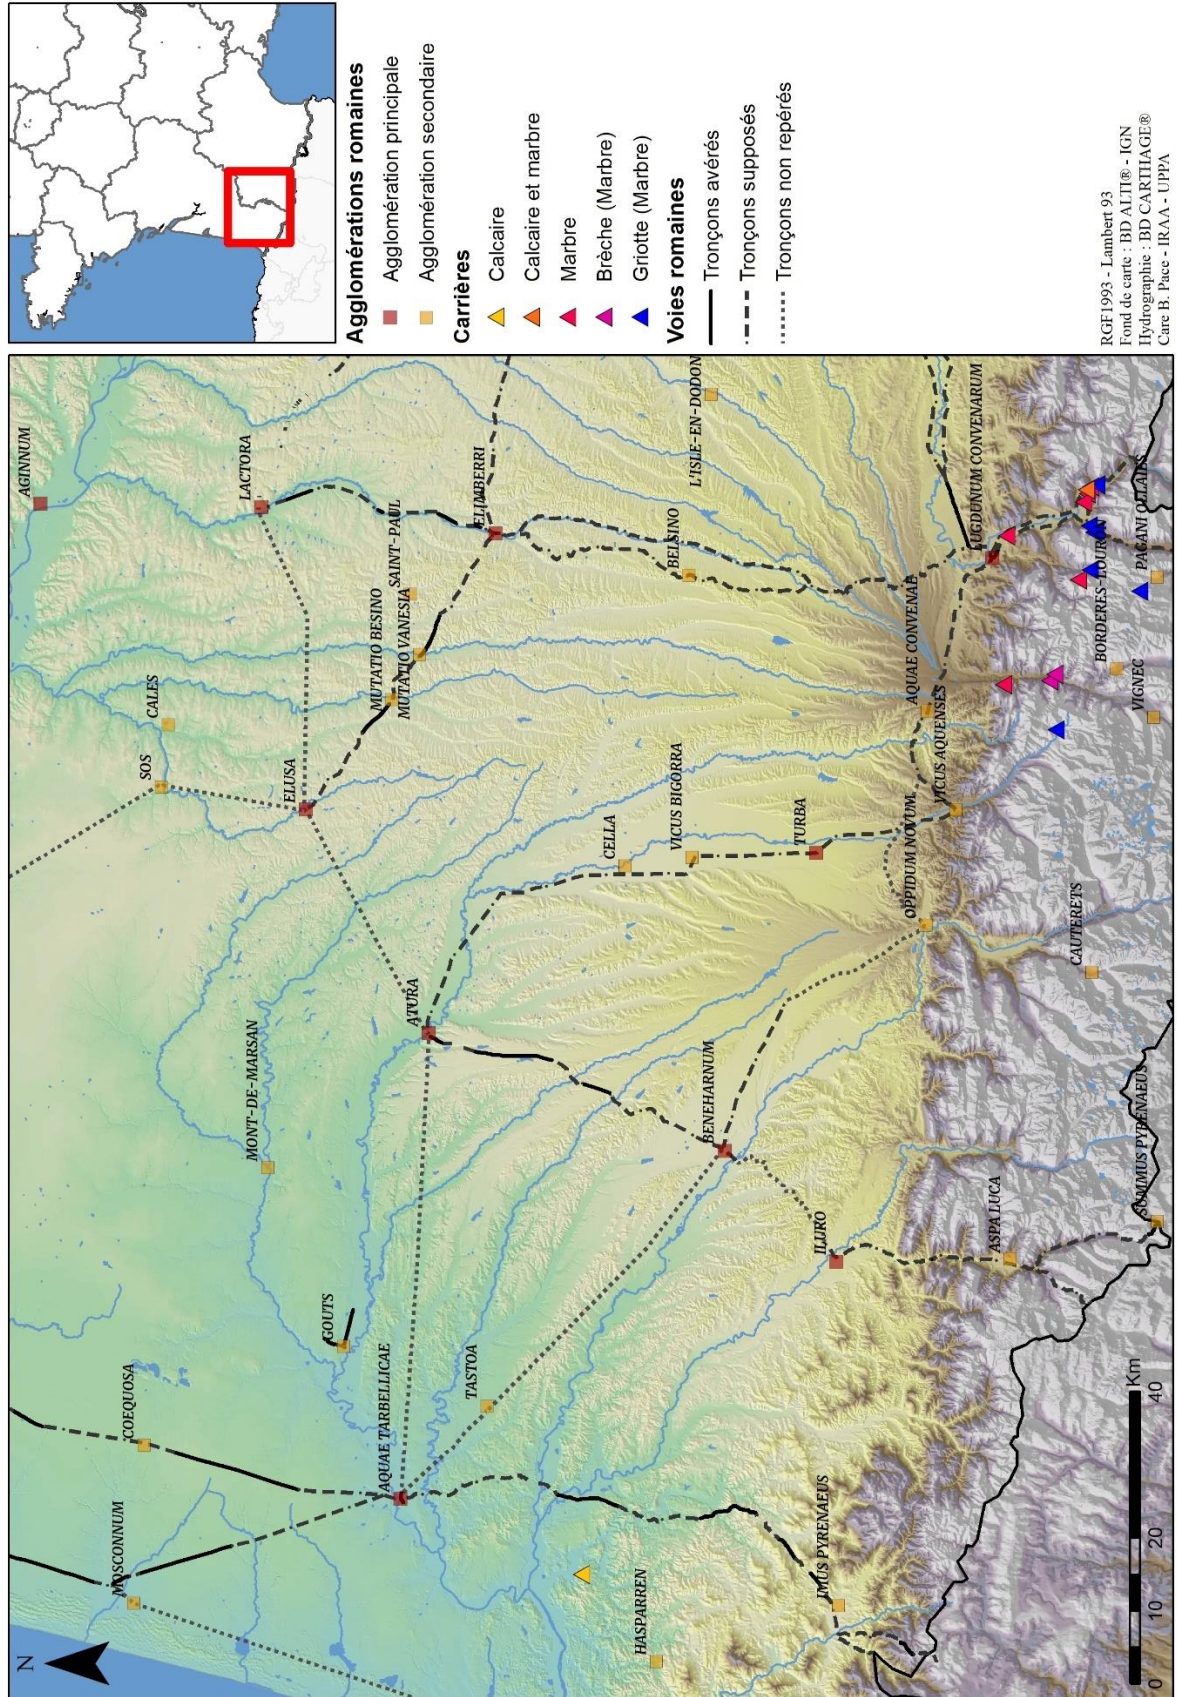 Agglomérations romaines
Agglomération principale
Agglomération secondaire
Carrières
Calcaire
Calcaire et marbre
Marbre
Brèche (Marbre)
Griotte (Marbre)
Voies romaines
Tronçons avérés
Tronçons supposés
Tronçons non repérés
RGF1993 - Lambert 93
Fond de carte : BD ALTI® - IGN
Hydrographie : BD CARTHAGE®
Care B. Pace - IRAA - UPPA
N
AGINNUM
LACTORA
CALES
SOS
ELUSA
MUTATIO BESINO
MUTATIO VANESIA
SAINT-PAUL
ELIMBERRI
MONT-DE-MARSAN
COEQUOSA
MOSCONNUM
GOUTS
ATURA
AQUAE TARBELLICAE
TASTOA
CELLA
VICUS BIGORRA
BELSINO
L'ISLE-EN-DODON
BENEHARNUM
TURBA
HASPARREN
ILURO
OPPIDUM NOVUM
VICUS AQUENSES
AQUAE CONVENAE
LUGDUNUM CONVENARUM
IMUS PYRENAEUS
ASPA LUCA
CAUTERETS
BORDERES-LOURON
VIGNEC
PAGANI OLLAIES
SUMMUS PYRENAEUS
0 10 20 40
Km